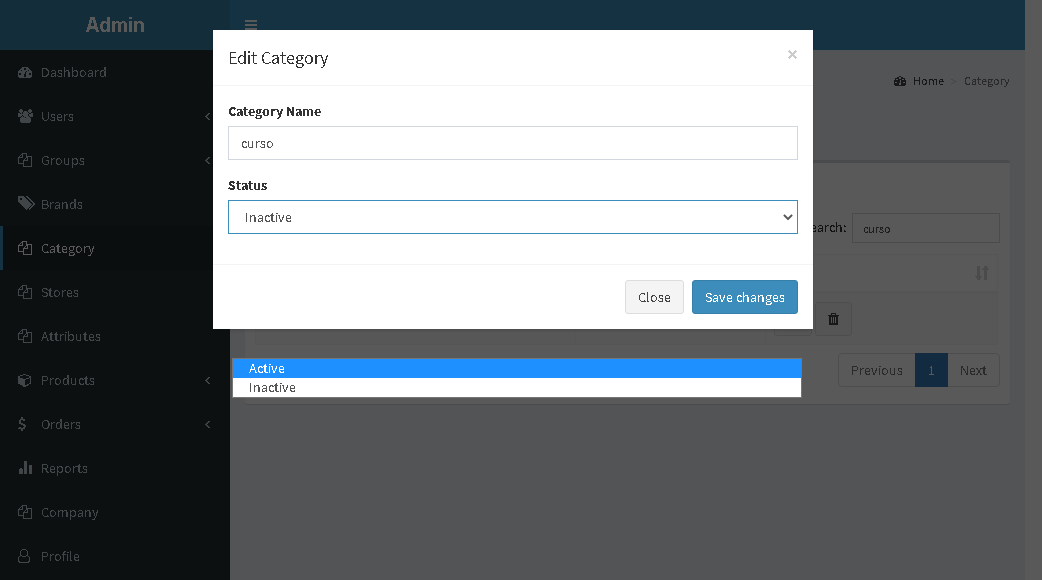 Admin
Dashboard
Users
Groups
Brands
Category
Stores
Attributes
Products
Orders
Reports
Company
Profile
Home > Category
Edit Category
×
Category Name
curso
Status
Inactive
Close
Save changes
Active
Inactive
earch: curso
Previous 1 Next